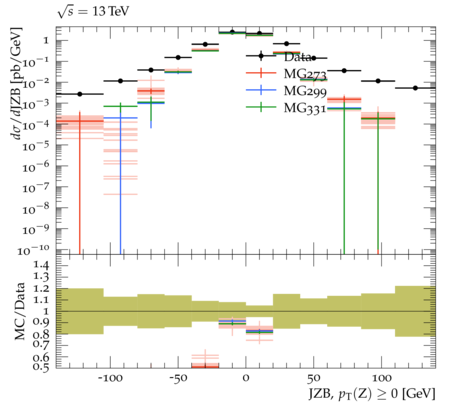 √s = 13 TeV
dσ/dJZB [pb/GeV]
1
10⁻¹
10⁻²
10⁻³
10⁻⁴
10⁻⁵
10⁻⁶
10⁻⁷
10⁻⁸
10⁻⁹
10⁻¹⁰
Data
MG273
MG299
MG331
MC/Data
1.4
1.3
1.2
1.1
1
0.9
0.8
0.7
0.6
0.5
-100 -50 0 50 100
JZB, p_T(Z) ≥ 0 [GeV]